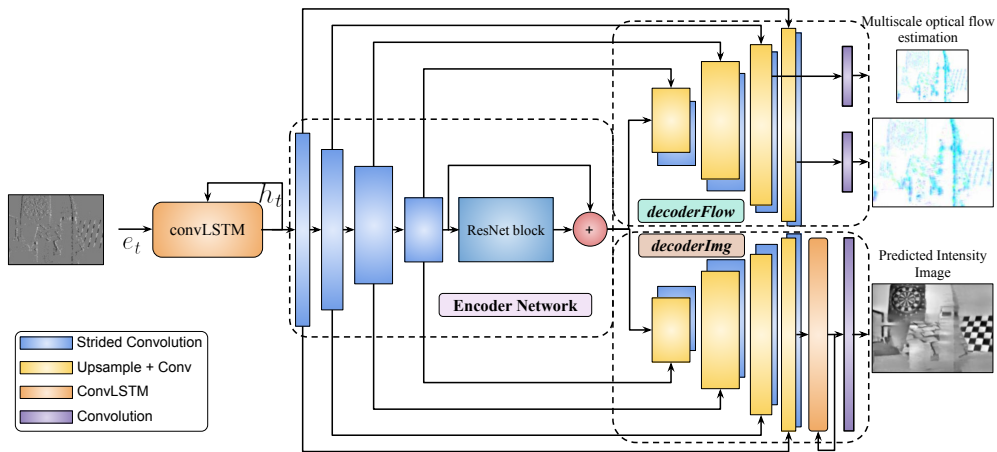 Multiscale optical flow
estimation
h_t
e_t
convLSTM
ResNet block
+
decoderFlow
decoderImg
Encoder Network
Predicted Intensity
Image
Strided Convolution
Upsample + Conv
ConvLSTM
Convolution